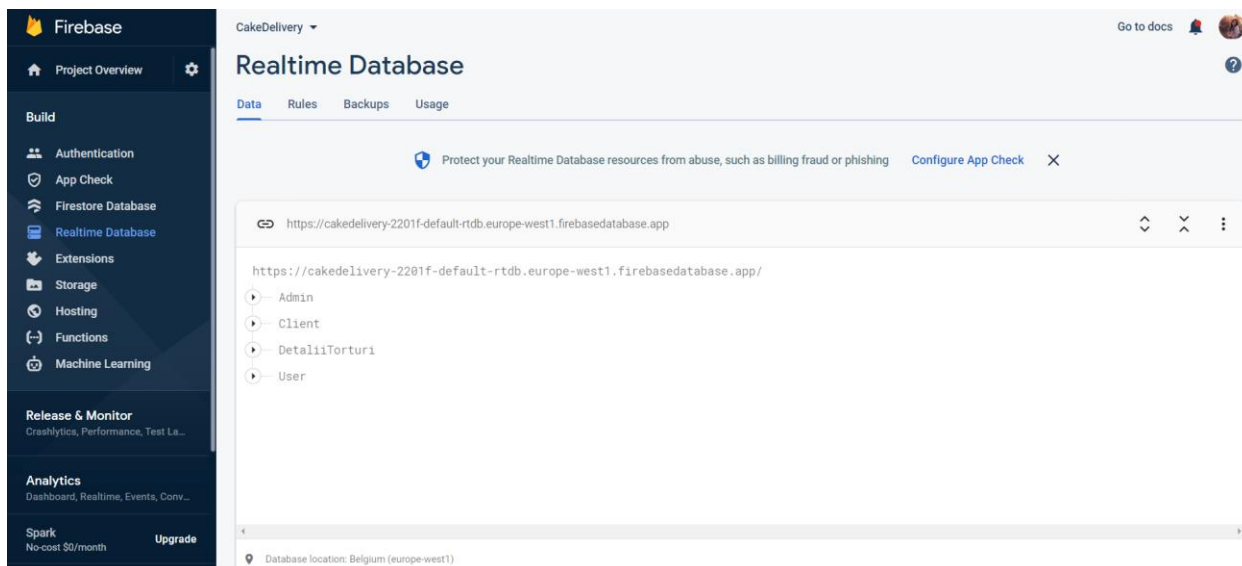 Firebase
Project Overview
Build
Authentication
App Check
Firestore Database
Realtime Database
Extensions
Storage
Hosting
Functions
Machine Learning
Release & Monitor
Crashlytics, Performance, Test La...
Analytics
Dashboard, Realtime, Events, Conv...
Spark
No-cost $0/month
Upgrade
CakeDelivery
Go to docs
Realtime Database
Data Rules Backups Usage
Protect your Realtime Database resources from abuse, such as billing fraud or phishing Configure App Check
https://cakedelivery-2201f-default-rtdb.europe-west1.firebasedatabase.app
https://cakedelivery-2201f-default-rtdb.europe-west1.firebasedatabase.app/
Admin
Client
DetaliiTorturi
User
Database location: Belgium (europe-west1)